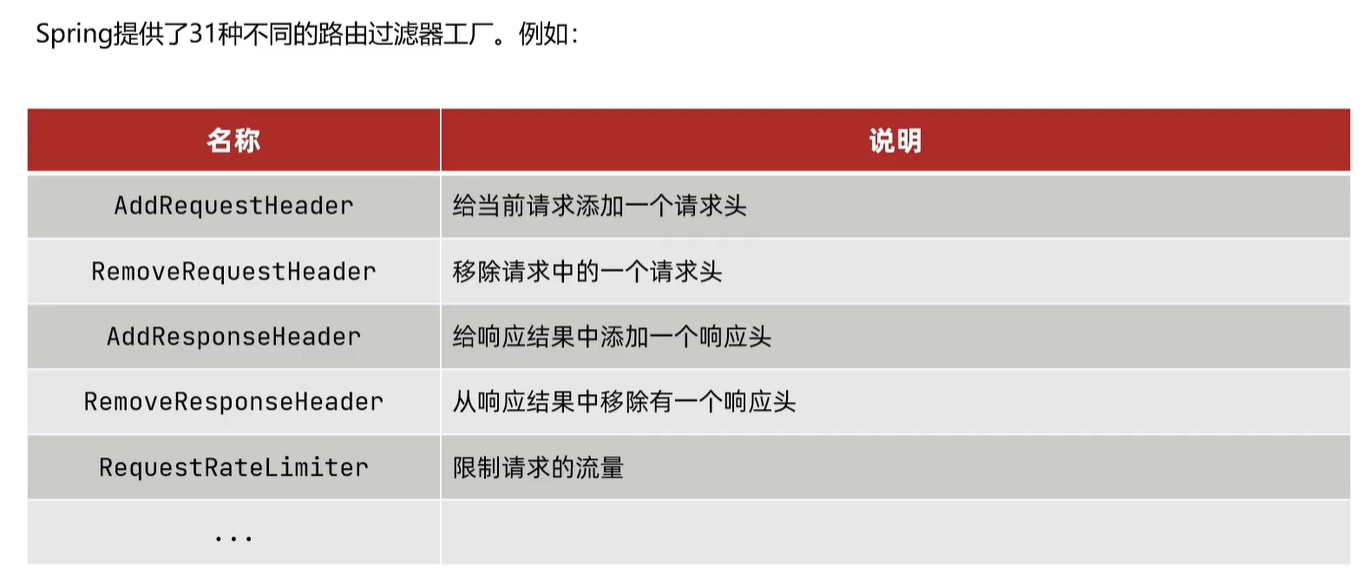 Spring提供了31种不同的路由过滤器工厂。例如：
名称 说明
AddRequestHeader 给当前请求添加一个请求头
RemoveRequestHeader 移除请求中的一个请求头
AddResponseHeader 给响应结果中添加一个响应头
RemoveResponseHeader 从响应结果中移除有一个响应头
RequestRateLimiter 限制请求的流量
...